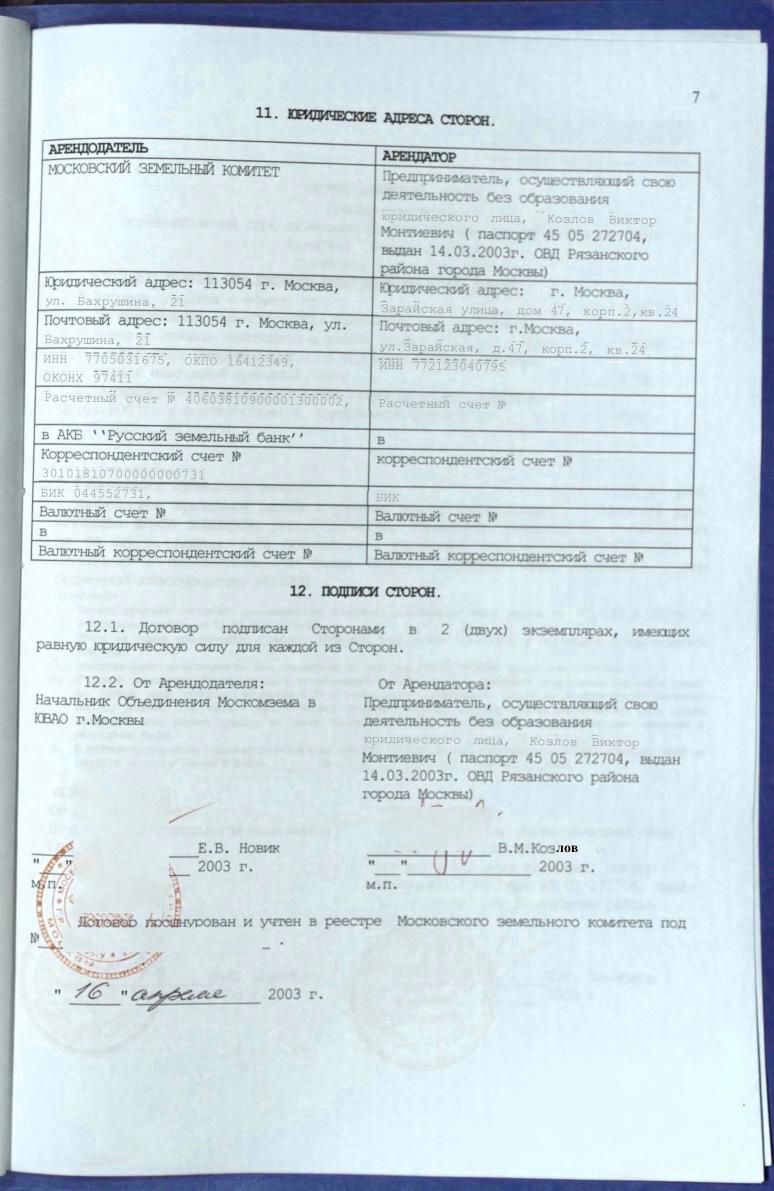 7
11. ЮРИДИЧЕСКИЕ АДРЕСА СТОРОН.
АРЕНДОДАТЕЛЬ
АРЕНДАТОР
МОСКОВСКИЙ ЗЕМЕЛЬНЫЙ КОМИТЕТ
Предприниматель, осуществляющий свою
деятельность без образования
юридического лица, Козлов Виктор
Монтиевич ( паспорт 45 05 272704,
выдан 14.03.2003г. ОВД Рязанского
района города Москвы)
Юридический адрес: 113054 г. Москва,
ул. Бахрушина, 21
Юридический адрес: г. Москва,
Зарайская улица, дом 47, корп.2,кв.24
Почтовый адрес: 113054 г. Москва, ул.
Бахрушина, 21
Почтовый адрес: г.Москва,
ул.Зарайская, д.47, корп.2, кв.24
ИНН 7705031675, ОКПО 16412349,
ОКОНХ 97411
ИНН 772123040795
Расчетный счет № 40603810900001300002,
Расчетный счет №
в АКБ ''Русский земельный банк''
в
Корреспондентский счет №
30101810700000000731
корреспондентский счет №
БИК 044552731,
БИК
Валютный счет №
Валютный счет №
в
в
Валютный корреспондентский счет №
Валютный корреспондентский счет №
12. ПОДПИСИ СТОРОН.
12.1. Договор подписан Сторонами в 2 (двух) экземплярах, имеющих
равную юридическую силу для каждой из Сторон.
12.2. От Арендодателя:
Начальник Объединения Москомзема в
ЮВАО г.Москвы
От Арендатора:
Предприниматель, осуществляющий свою
деятельность без образования
юридического лица, Козлов Виктор
Монтиевич ( паспорт 45 05 272704, выдан
14.03.2003г. ОВД Рязанского района
города Москвы)
Е.В. Новик
" " 2003 г.
м.п.
В.М.Козлов
" " 2003 г.
м.п.
Договор прошнурован и учтен в реестре Московского земельного комитета под
№ .
" 16 " апреля 2003 г.